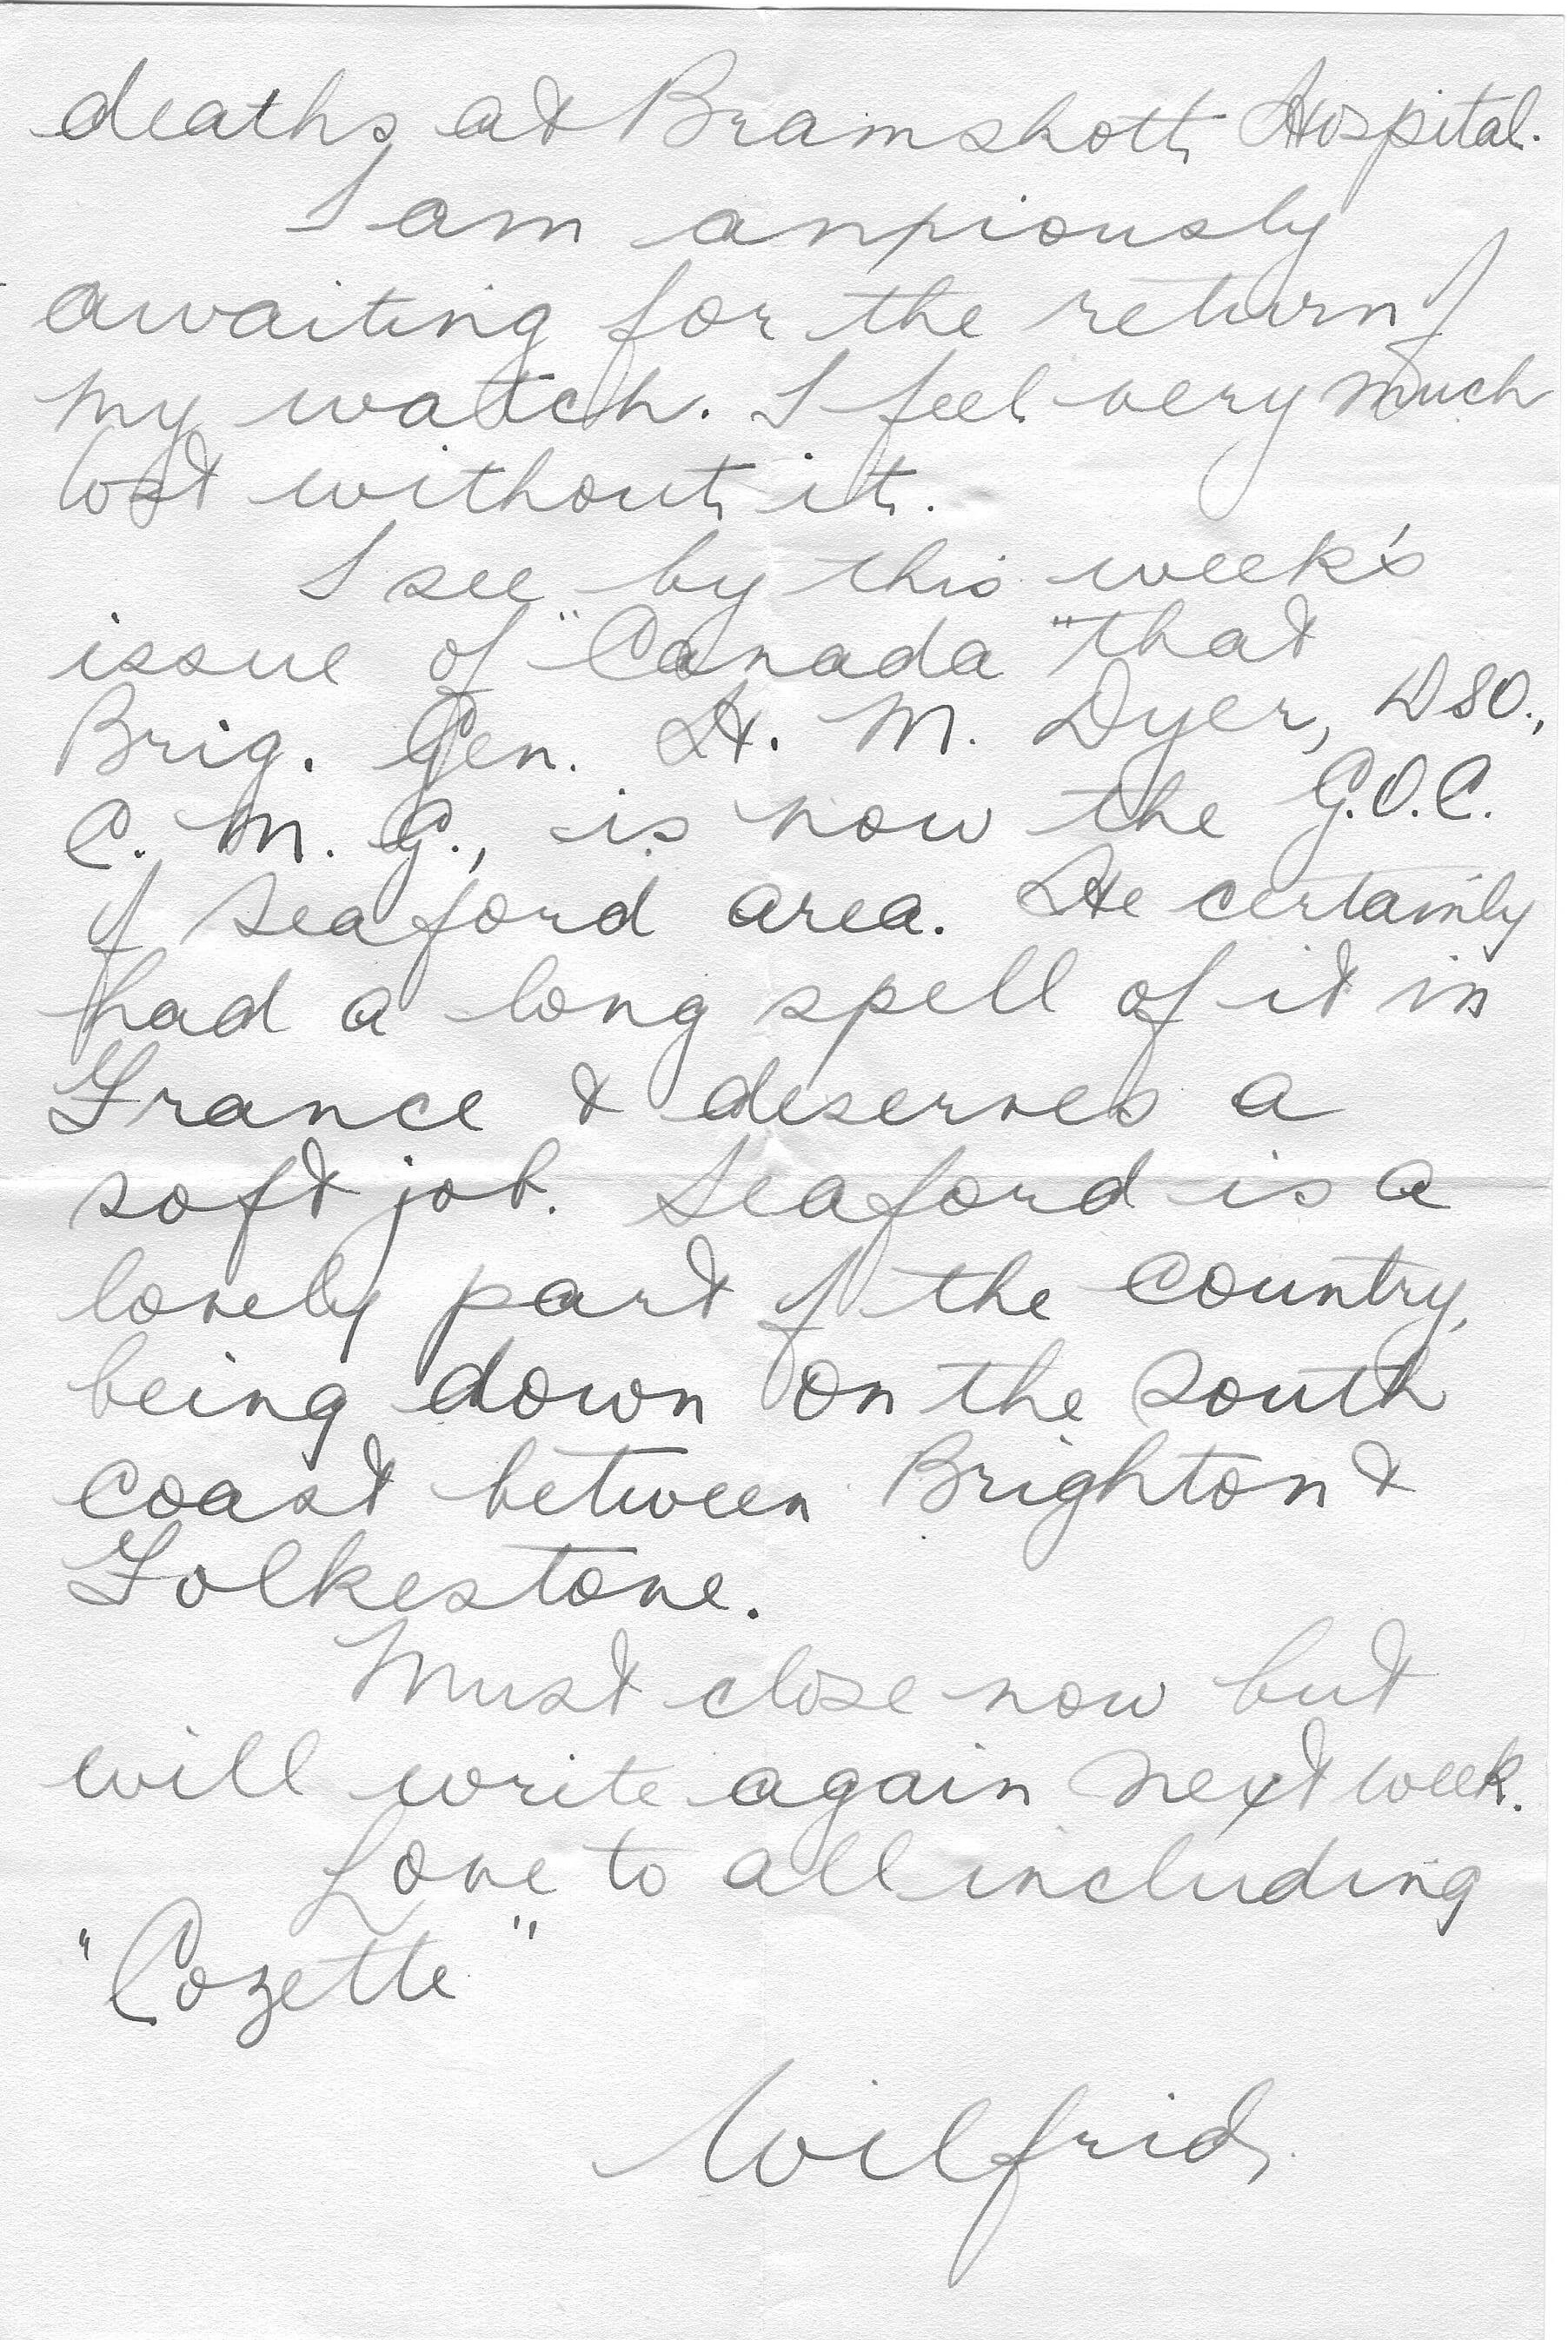 deaths at Bramshott Hospital.
I am anxiously
awaiting for the return of
my watch. I feel very much
lost without it.
I see by this week's
issue of "Canada" that
Brig. Gen. H. M. Dyer, DSO.,
C. M. G., is now the G.O.C.
of Seaford area. He certainly
had a long spell of it in
France & deserves a
soft job. Seaford is a
lovely part of the country,
being down on the south
coast between Brighton &
Folkestone.
Must close now but
will write again next week.
Love to all including
"Cozette"
Wilfrid.